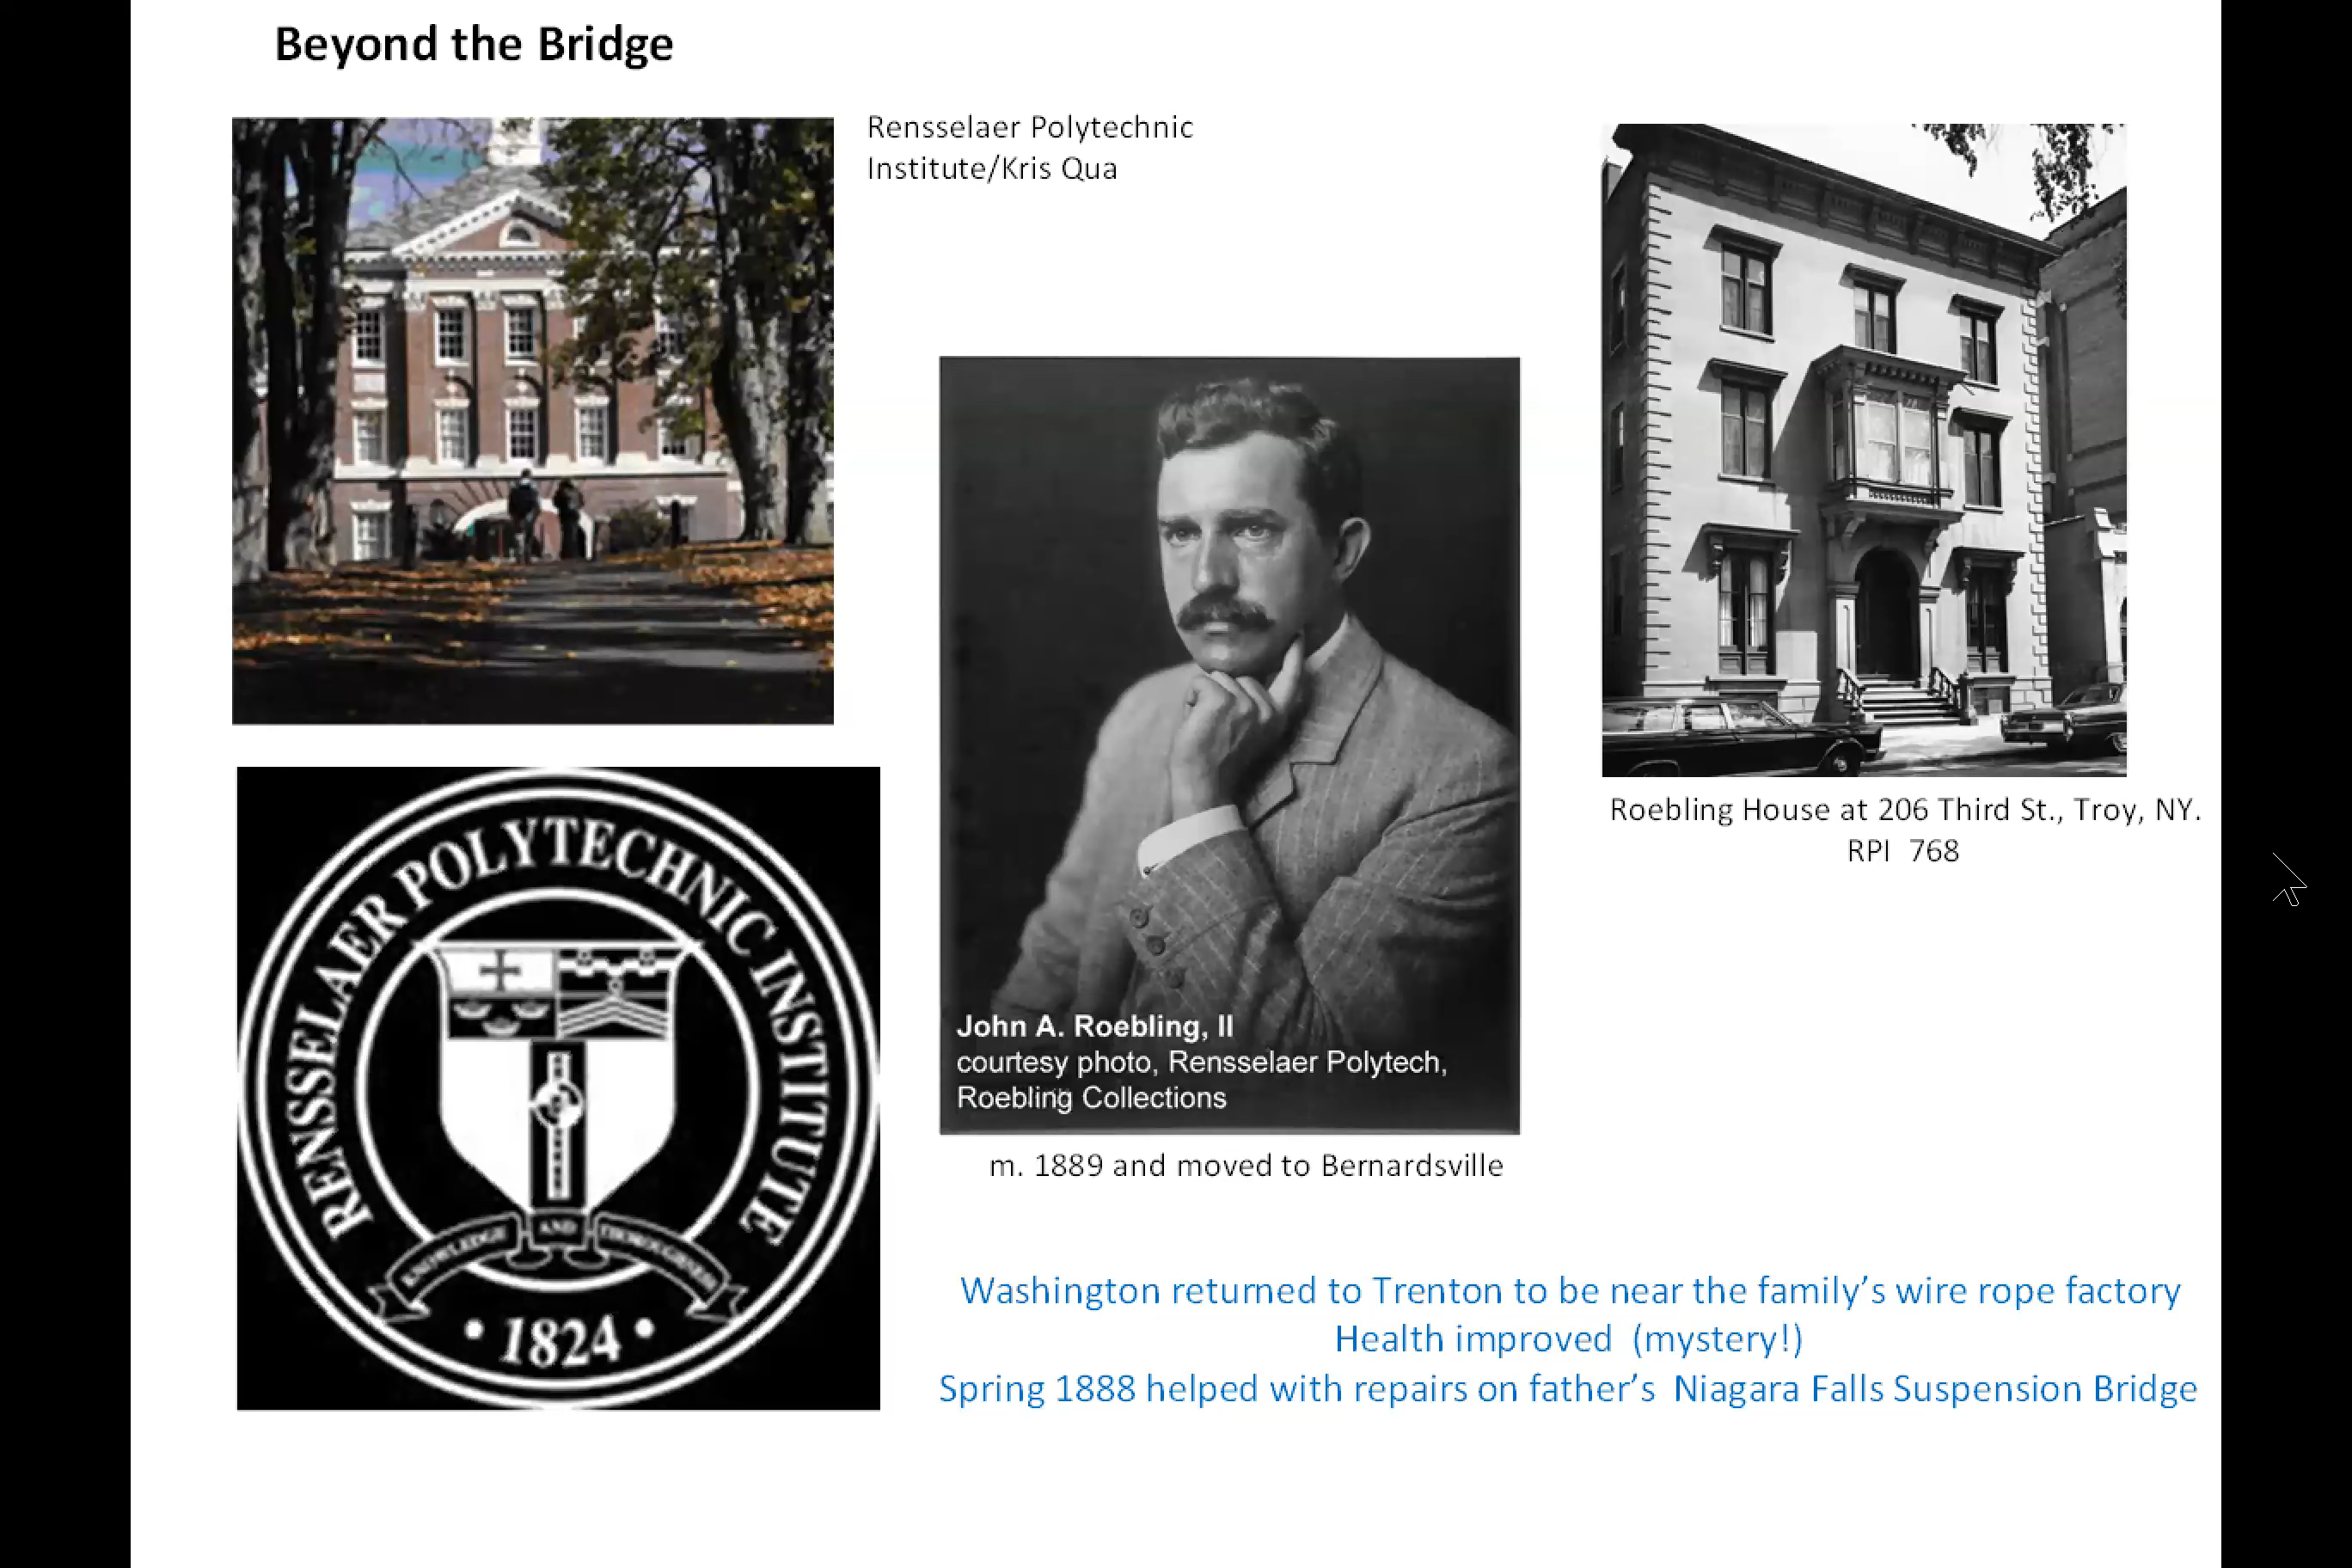 Beyond the Bridge
Rensselaer Polytechnic
Institute/Kris Qua
Roebling House at 206 Third St., Troy, NY.
RPI 768
John A. Roebling, II
courtesy photo, Rensselaer Polytech,
Roebling Collections
m. 1889 and moved to Bernardsville
RENSSELAER POLYTECHNIC INSTITUTE
KNOWLEDGE AND THOROUGHNESS
• 1824 •
Washington returned to Trenton to be near the family’s wire rope factory
Health improved (mystery!)
Spring 1888 helped with repairs on father’s Niagara Falls Suspension Bridge